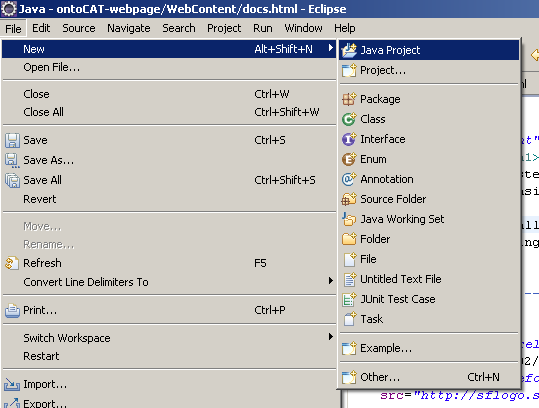 Java - ontoCAT-webpage/WebContent/docs.html - Eclipse
File Edit Source Navigate Search Project Run Window Help
New Alt+Shift+N
Open File...
Close Ctrl+W
Close All Ctrl+Shift+W
Save Ctrl+S
Save As...
Save All Ctrl+Shift+S
Revert
Move...
Rename...
Refresh F5
Convert Line Delimiters To
Print... Ctrl+P
Switch Workspace
Restart
Import...
Export...
Java Project
Project...
Package
Class
Interface
Enum
Annotation
Source Folder
Java Working Set
Folder
File
Untitled Text File
JUnit Test Case
Task
Example...
Other... Ctrl+N
src="http://sflogo.s